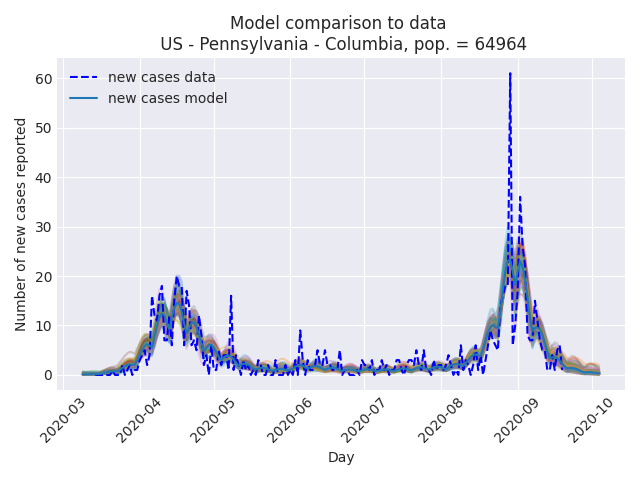 Model comparison to data
US - Pennsylvania - Columbia, pop. = 64964
new cases data
new cases model
Number of new cases reported
60
50
40
30
20
10
0
2020-03
2020-04
2020-05
2020-06
2020-07
2020-08
2020-09
2020-10
Day